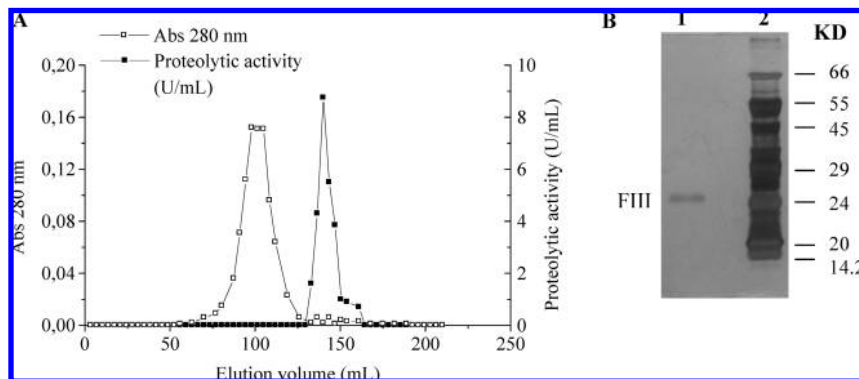 A
Abs 280 nm
Proteolytic activity
(U/mL)
0,20
0,16
0,12
0,08
0,04
0,00
Abs 280 nm
10
8
6
4
2
0
Proteolytic activity (U/mL)
0
50
100
150
200
250
Elution volume (mL)
B
1
2
KD
66
55
45
29
24
20
14.2
FIII